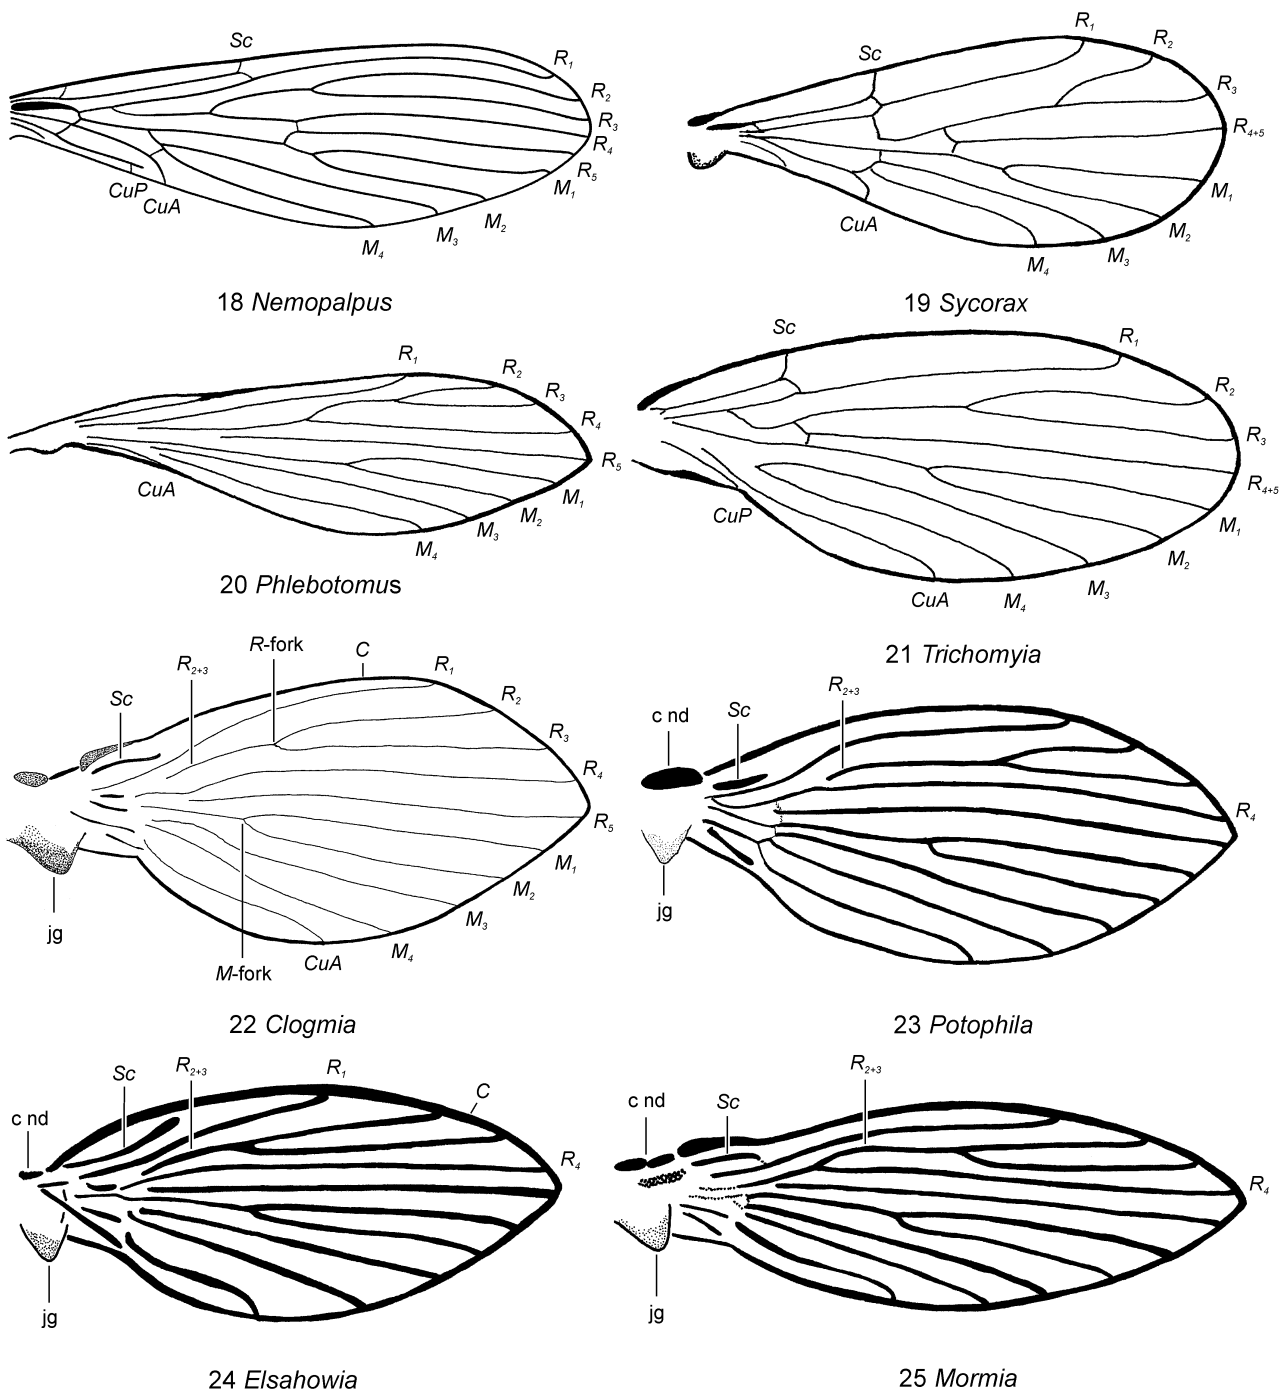 Sc
R1
R2
R3
R4
R5
M1
M2
M3
M4
CuP
CuA
18 Nemopalpus
Sc
R1
R2
R3
R4+5
M1
M2
M3
M4
CuA
19 Sycorax
R1
R2
R3
R4
R5
M1
M2
M3
M4
CuA
20 Phlebotomus
Sc
R1
R2
R3
R4+5
M1
M2
M3
M4
CuA
CuP
21 Trichomyia
Sc
R2+3
R-fork
C
R1
R2
R3
R4
R5
M1
M2
M3
M4
CuA
M-fork
jg
22 Clogmia
c nd
Sc
R2+3
R4
jg
23 Potophila
c nd
Sc
R2+3
R1
C
R4
jg
24 Elsahowia
c nd
Sc
R2+3
R4
jg
25 Mormia